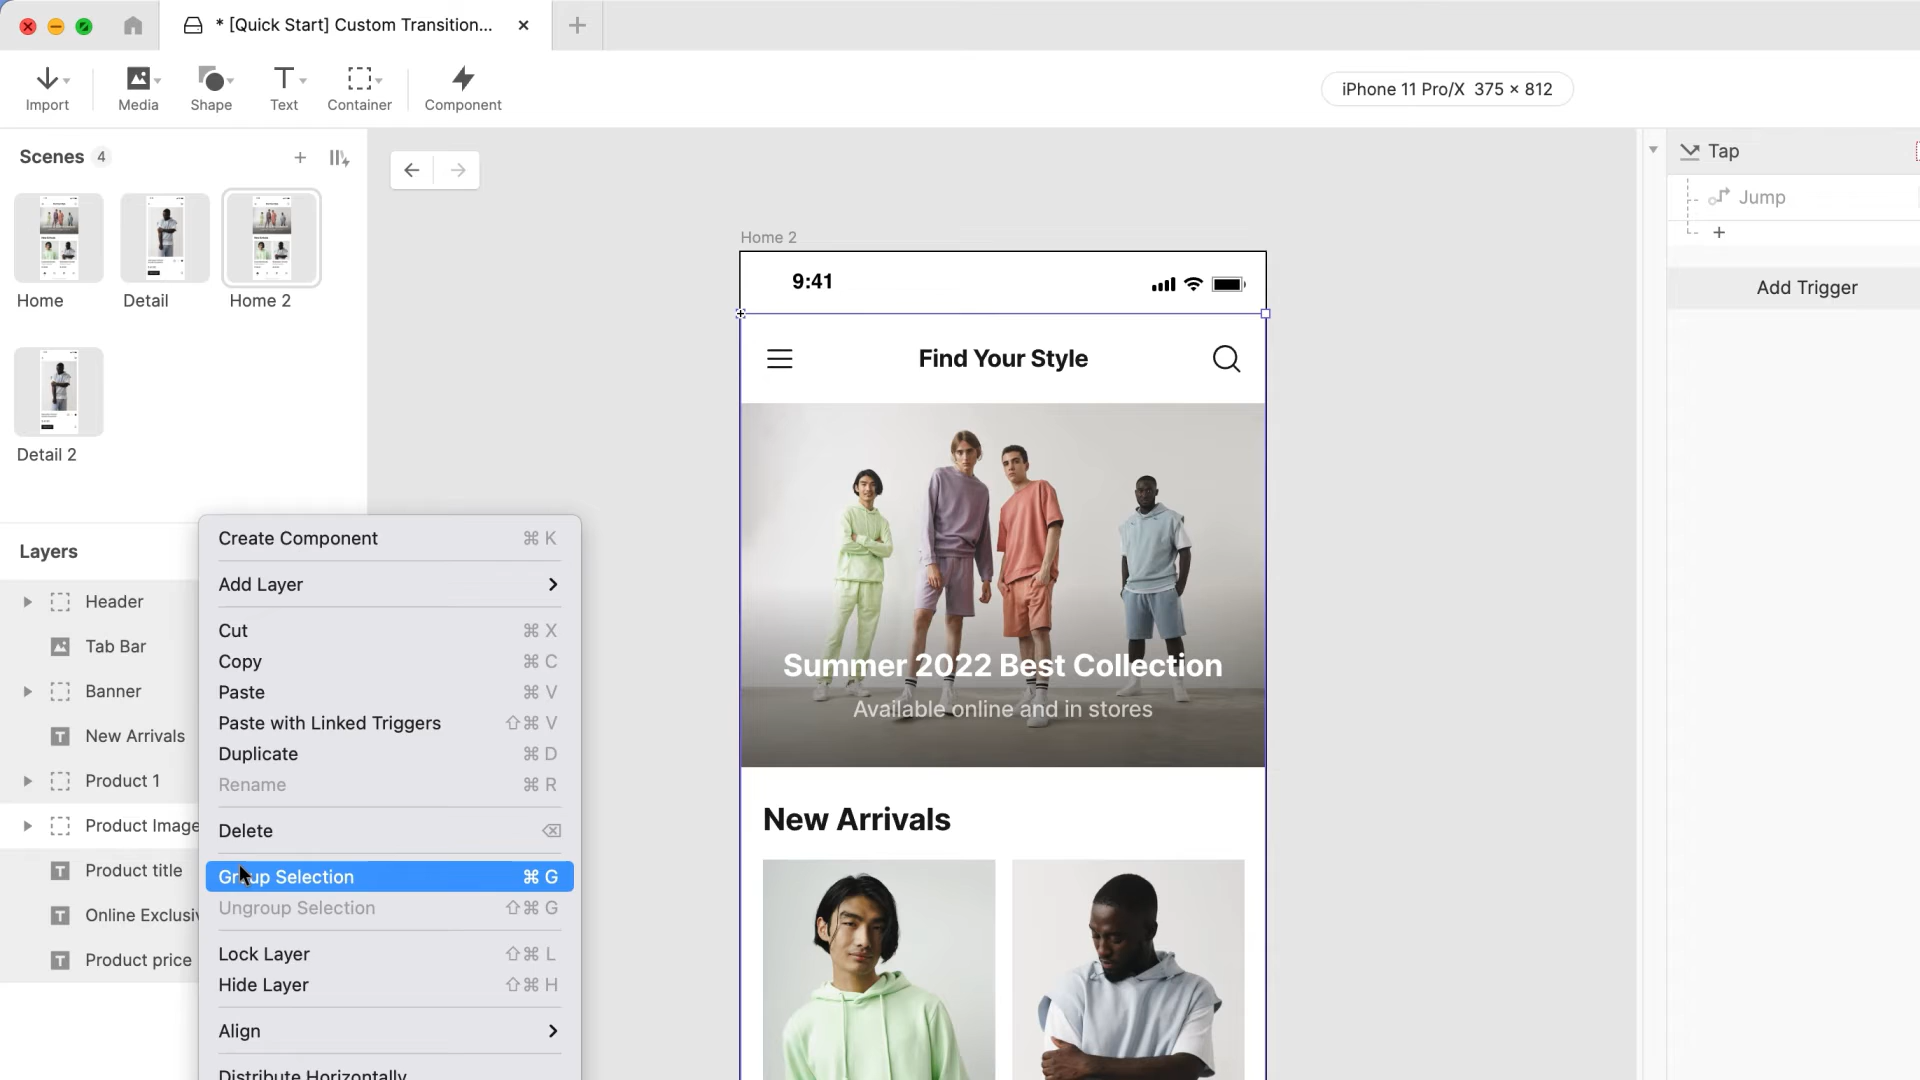 * [Quick Start] Custom Transition...
Import
Media
Shape
Text
Container
Component
iPhone 11 Pro/X 375 × 812
Scenes 4
Home
Detail
Home 2
Detail 2
Layers
Header
Tab Bar
Banner
New Arrivals
Product 1
Product Image
Product title
Online Exclusiv
Product price
Create Component ⌘ K
Add Layer
Cut ⌘ X
Copy ⌘ C
Paste ⌘ V
Paste with Linked Triggers ⇧⌘ V
Duplicate ⌘ D
Rename ⌘ R
Delete
Group Selection ⌘ G
Ungroup Selection ⇧⌘ G
Lock Layer ⇧⌘ L
Hide Layer ⇧⌘ H
Align
Distribute Horizontally
Home 2
9:41
Find Your Style
Summer 2022 Best Collection
Available online and in stores
New Arrivals
Tap
Jump
Add Trigger